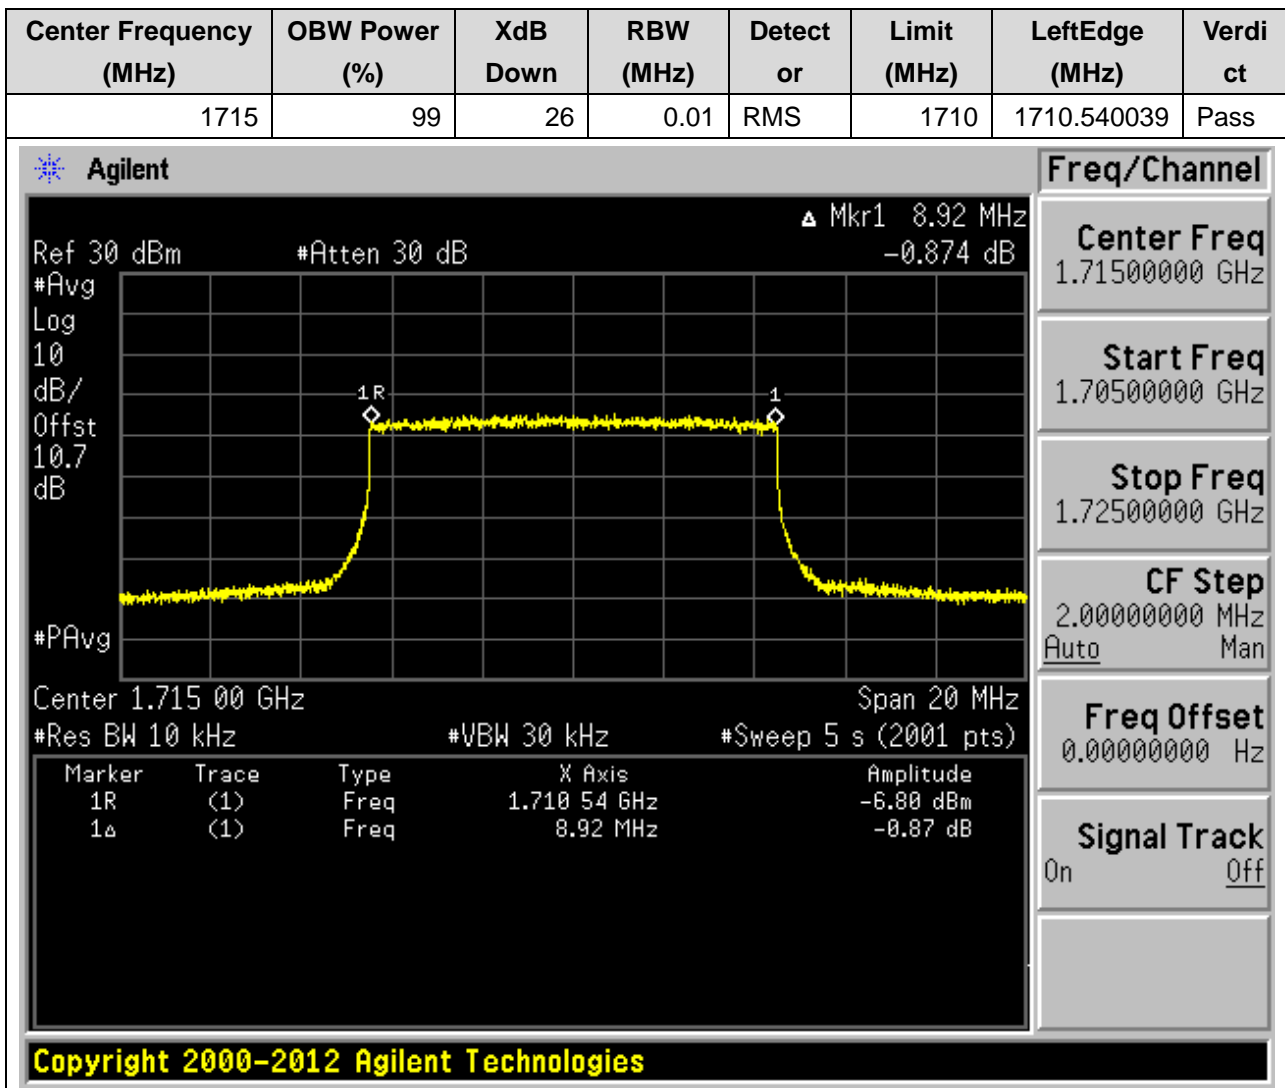 Center Frequency OBW Power XdB RBW Detect Limit LeftEdge Verdi
(MHz) (%) Down (MHz) or (MHz) (MHz) ct
1715 99 26 0.01 RMS 1710 1710.540039 Pass
Agilent Freq/Channel
Δ Mkr1 8.92 MHz
Ref 30 dBm #Atten 30 dB -0.874 dB
#Avg
Log
10
dB/
Offst
10.7
dB
1R
1
#PAvg
Center 1.715 00 GHz Span 20 MHz
#Res BW 10 kHz #VBW 30 kHz #Sweep 5 s (2001 pts)
Marker Trace Type X Axis Amplitude
1R (1) Freq 1.710 54 GHz -6.80 dBm
1Δ (1) Freq 8.92 MHz -0.87 dB
Center Freq
1.71500000 GHz
Start Freq
1.70500000 GHz
Stop Freq
1.72500000 GHz
CF Step
2.00000000 MHz
Auto Man
Freq Offset
0.00000000 Hz
Signal Track
On Off
Copyright 2000-2012 Agilent Technologies